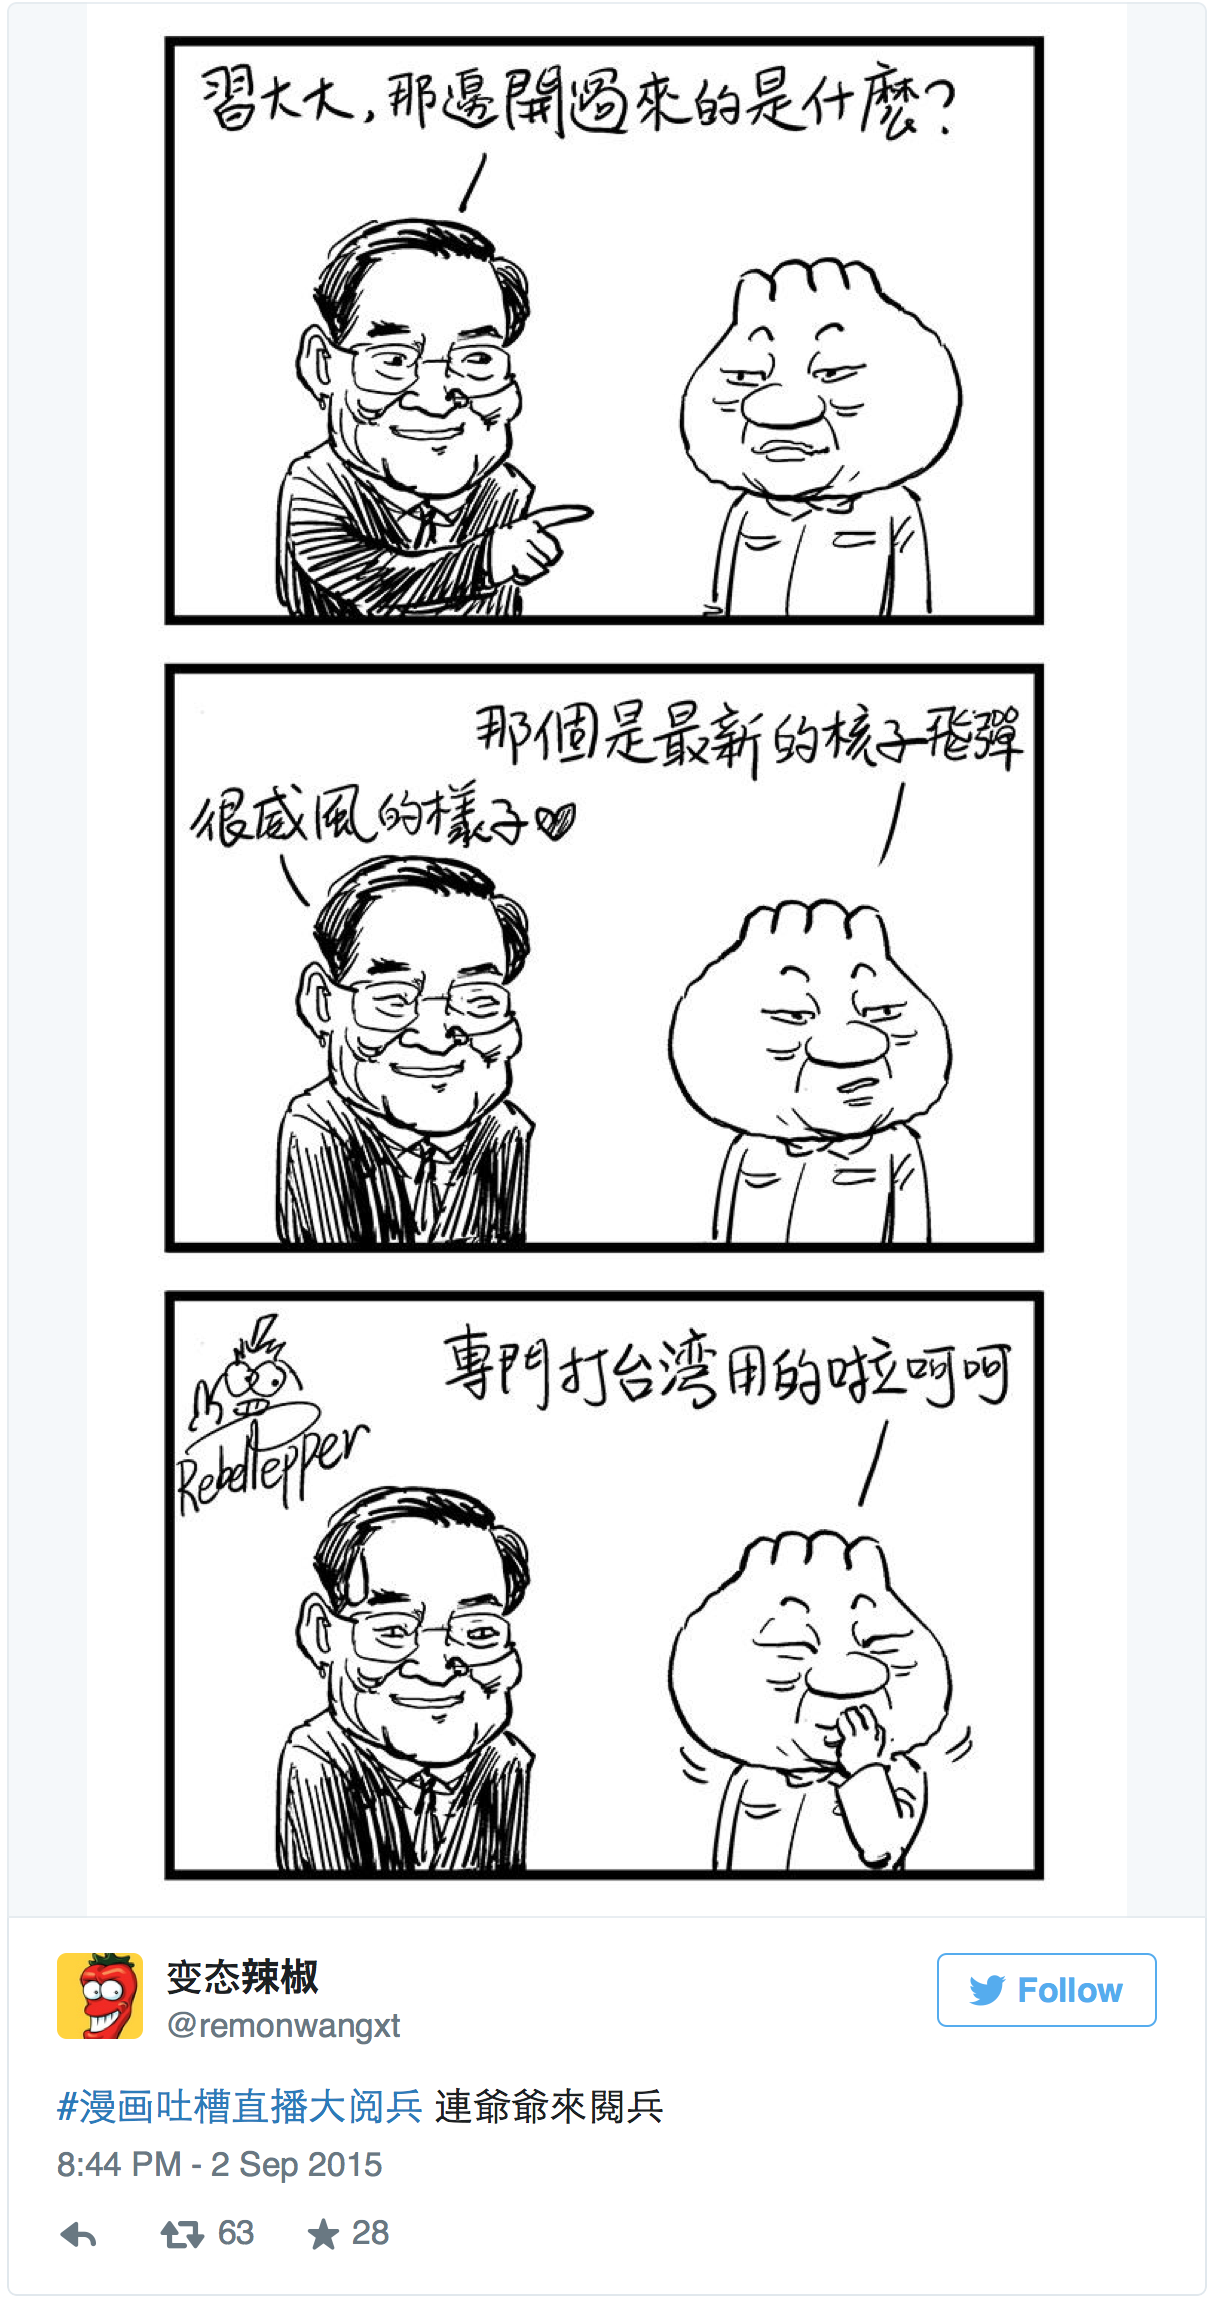 習大大,那邊開過來的是什麼?
那個是最新的核子飛彈
很威風的樣子♥
專門打台湾用的啦呵呵
RebelPepper
变态辣椒
@remonwangxt
Follow
#漫画吐槽直播大阅兵 連爺爺來閱兵
8:44 PM - 2 Sep 2015
63
28